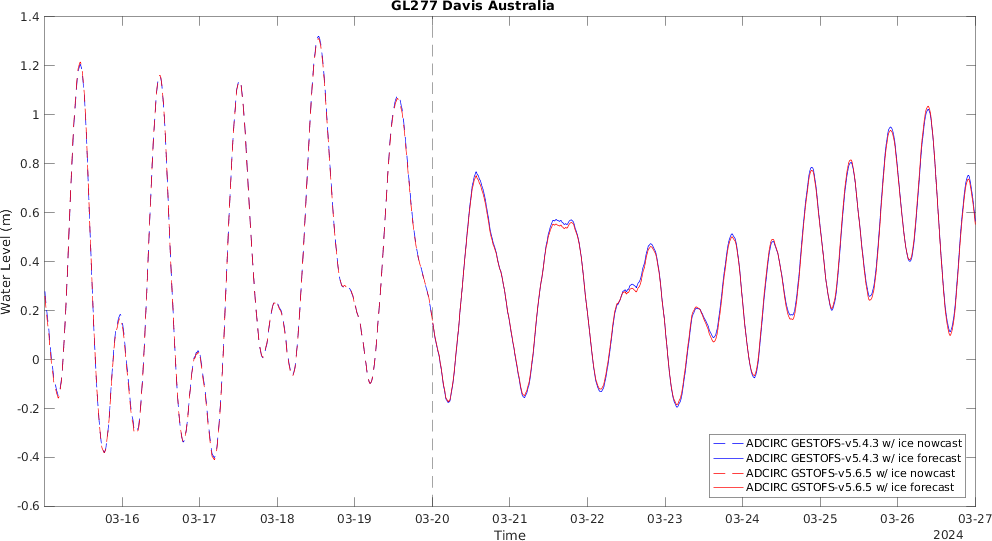 GL277 Davis Australia
Water Level (m)
1.4
1.2
1
0.8
0.6
0.4
0.2
0
-0.2
-0.4
-0.6
ADCIRC GESTOFS-v5.4.3 w/ ice nowcast
ADCIRC GESTOFS-v5.4.3 w/ ice forecast
ADCIRC GSTOFS-v5.6.5 w/ ice nowcast
ADCIRC GSTOFS-v5.6.5 w/ ice forecast
03-16 03-17 03-18 03-19 03-20 03-21 03-22 03-23 03-24 03-25 03-26 03-27
Time
2024